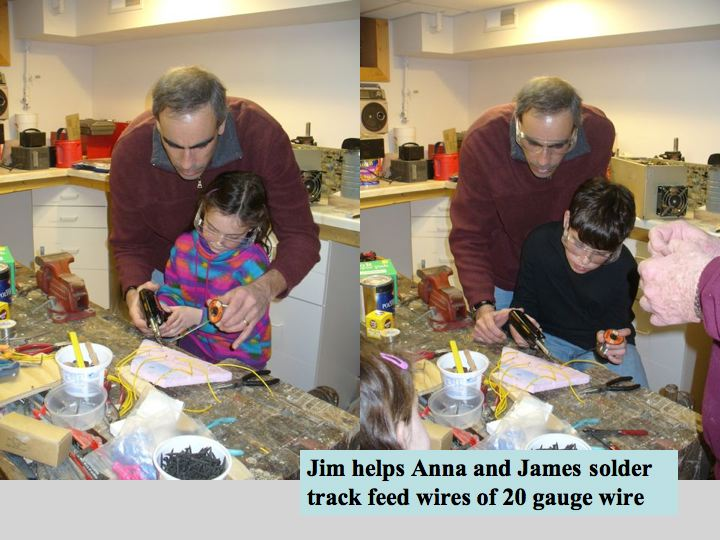 Jim helps Anna and James solder
track feed wires of 20 gauge wire